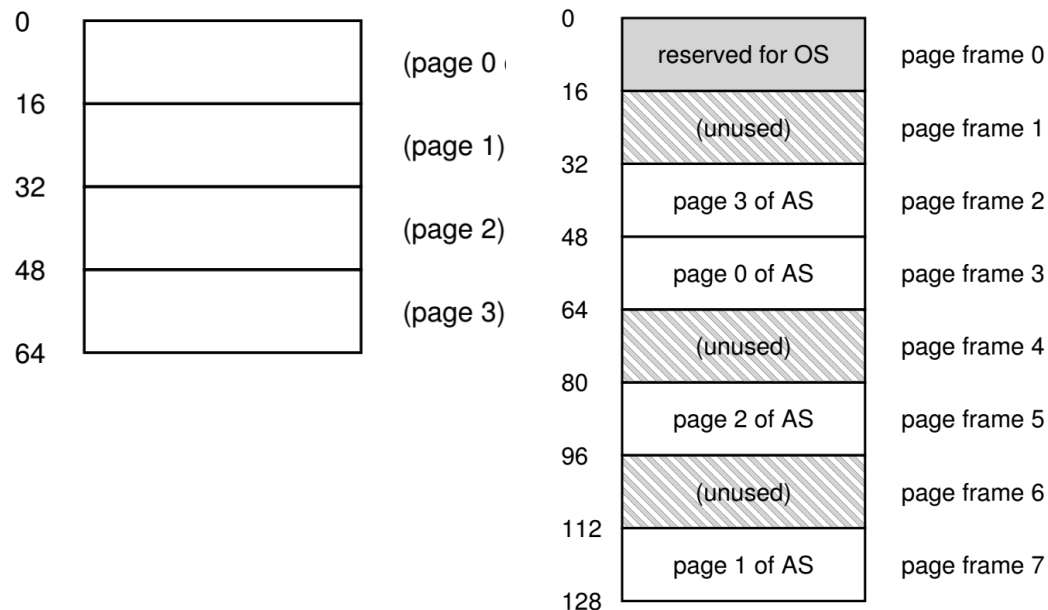 0
(page 0
16
(page 1)
32
(page 2)
48
(page 3)
64
0
reserved for OS page frame 0
16
(unused) page frame 1
32
page 3 of AS page frame 2
48
page 0 of AS page frame 3
64
(unused) page frame 4
80
page 2 of AS page frame 5
96
(unused) page frame 6
112
page 1 of AS page frame 7
128